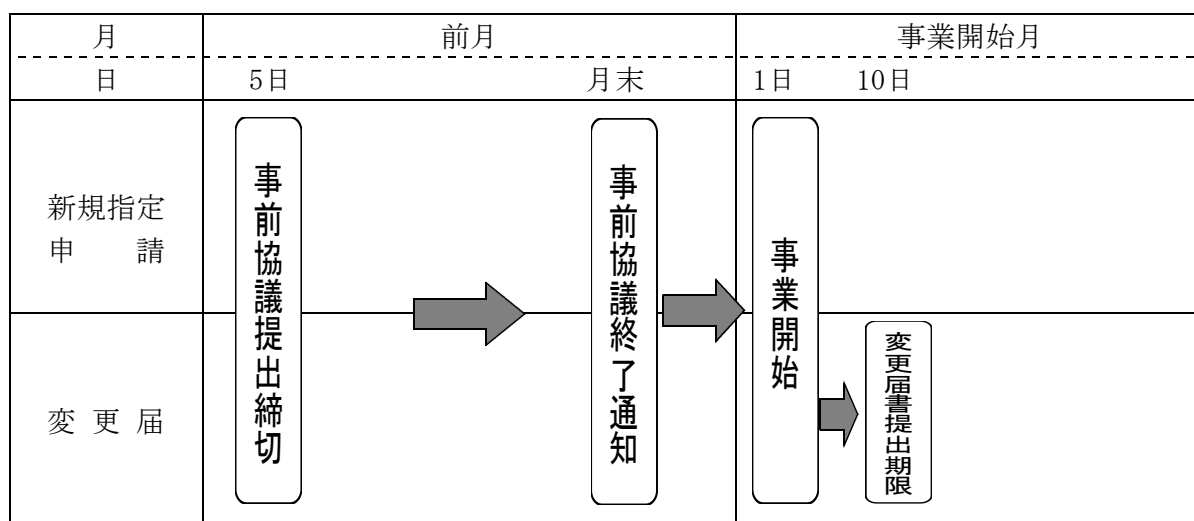 月 前月 事業開始月
日 5日 月末 1日 10日
新規指定
申 請
変 更 届
事前協議提出締切
事前協議終了通知
事業開始
変更届書提出期限